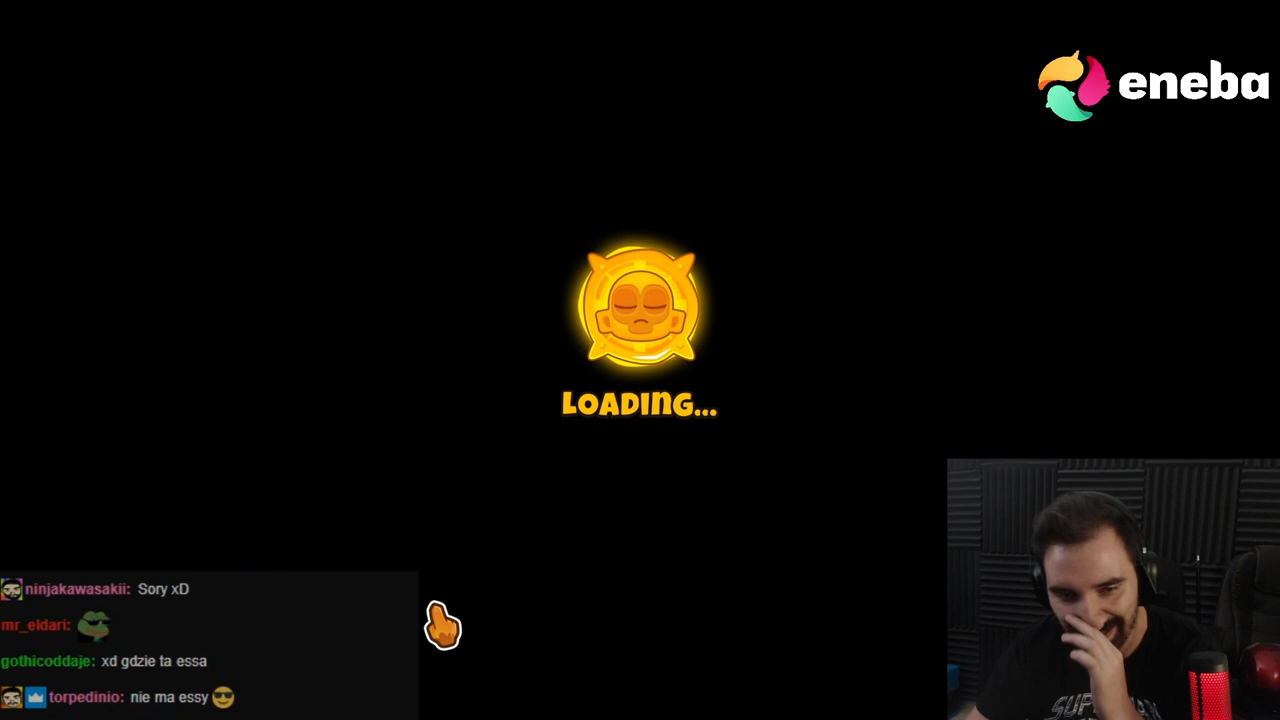 eneba
LOADING...
ninjakawasakii: Sory xD
mr_eldari:
gothicoddaje: xd gdzie ta essa
torpedinio: nie ma essy